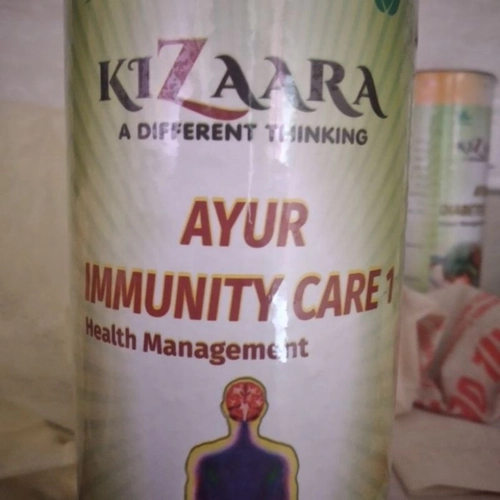 KIZAARA
A DIFFERENT THINKING
AYUR
IMMUNITY CARE 1
Health Management